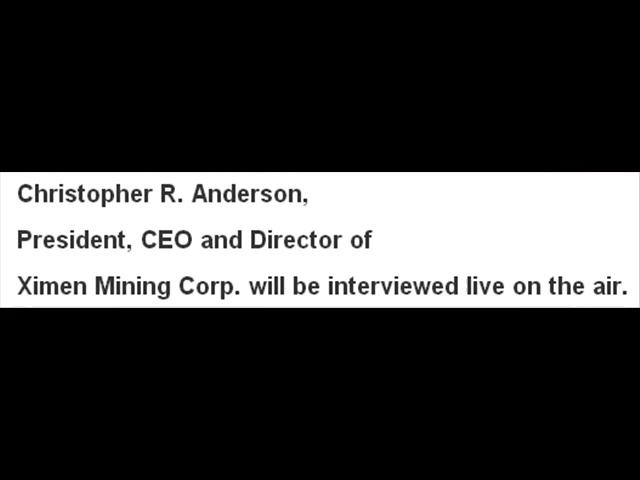 Christopher R. Anderson,
President, CEO and Director of
Ximen Mining Corp. will be interviewed live on the air.